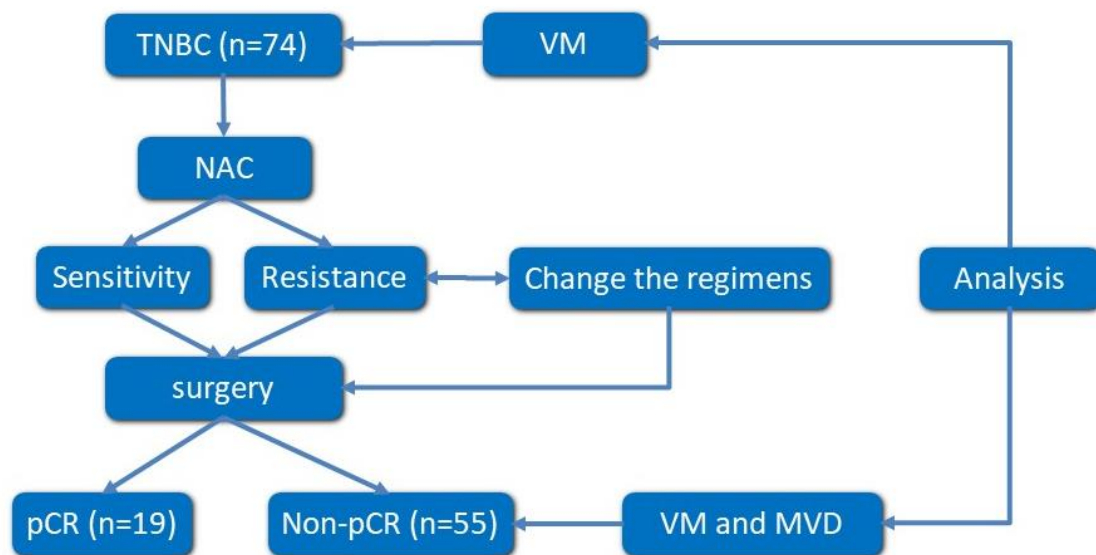 TNBC (n=74)
VM
NAC
Sensitivity
Resistance
Change the regimens
Analysis
surgery
pCR (n=19)
Non-pCR (n=55)
VM and MVD